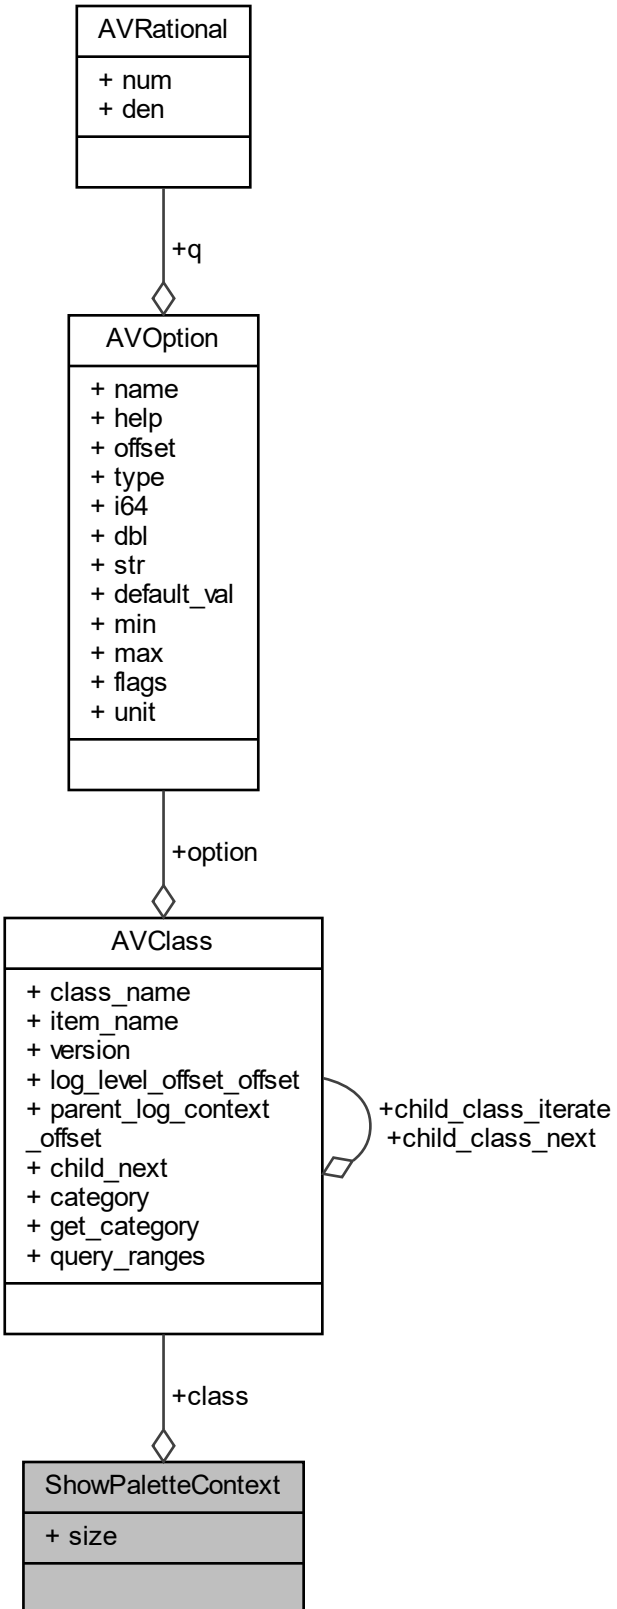 AVRational
+ num
+ den
+q
AVOption
+ name
+ help
+ offset
+ type
+ i64
+ dbl
+ str
+ default_val
+ min
+ max
+ flags
+ unit
+option
AVClass
+ class_name
+ item_name
+ version
+ log_level_offset_offset
+ parent_log_context
_offset
+ child_next
+ category
+ get_category
+ query_ranges
+child_class_iterate
+child_class_next
+class
ShowPaletteContext
+ size